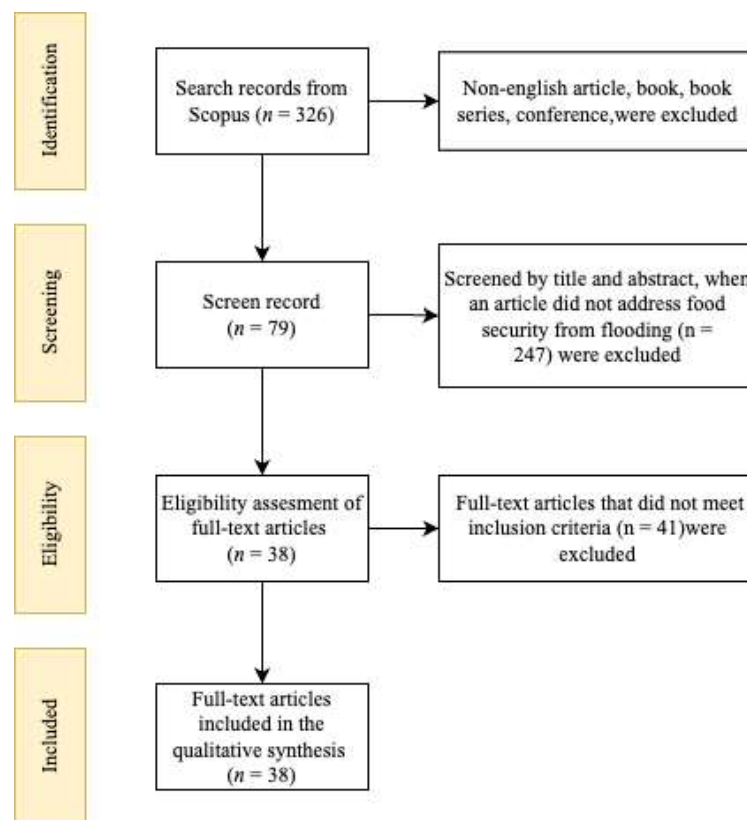 Identification
Search records from
Scopus (n = 326)
Non-english article, book, book
series, conference,were excluded
Screening
Screen record
(n = 79)
Screened by title and abstract, when
an article did not address food
security from flooding (n =
247) were excluded
Eligibility
Eligibility assesment of
full-text articles
(n = 38)
Full-text articles that did not meet
inclusion criteria (n = 41)were
excluded
Included
Full-text articles
included in the
qualitative synthesis
(n = 38)